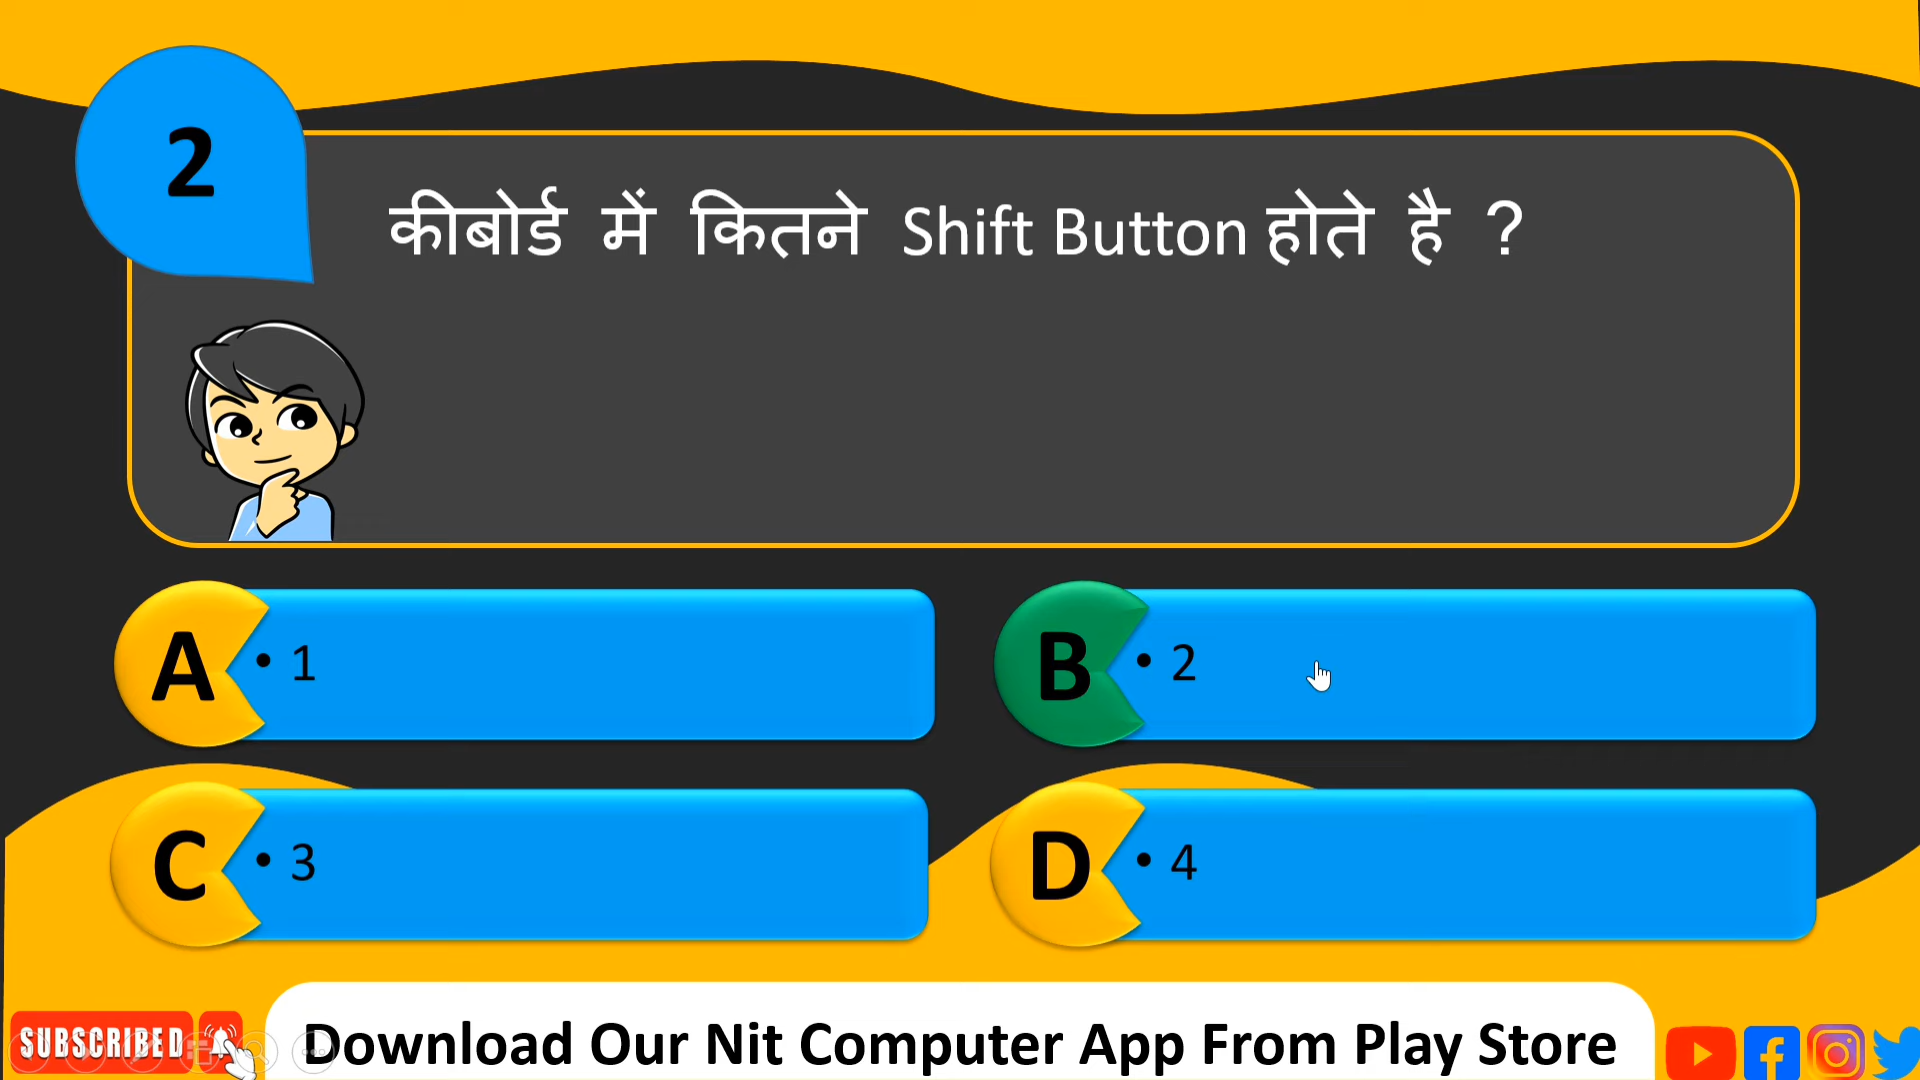 2
कीबोर्ड में कितने Shift Button होते है ?
A
• 1
B
• 2
C
• 3
D
• 4
SUBSCRIBED
Download Our Nit Computer App From Play Store